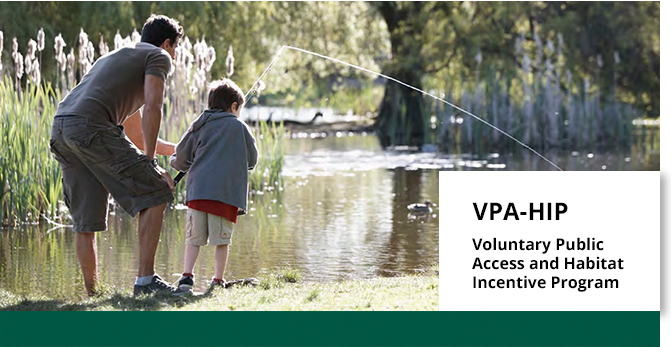 VPA-HIP
Voluntary Public
Access and Habitat
Incentive Program